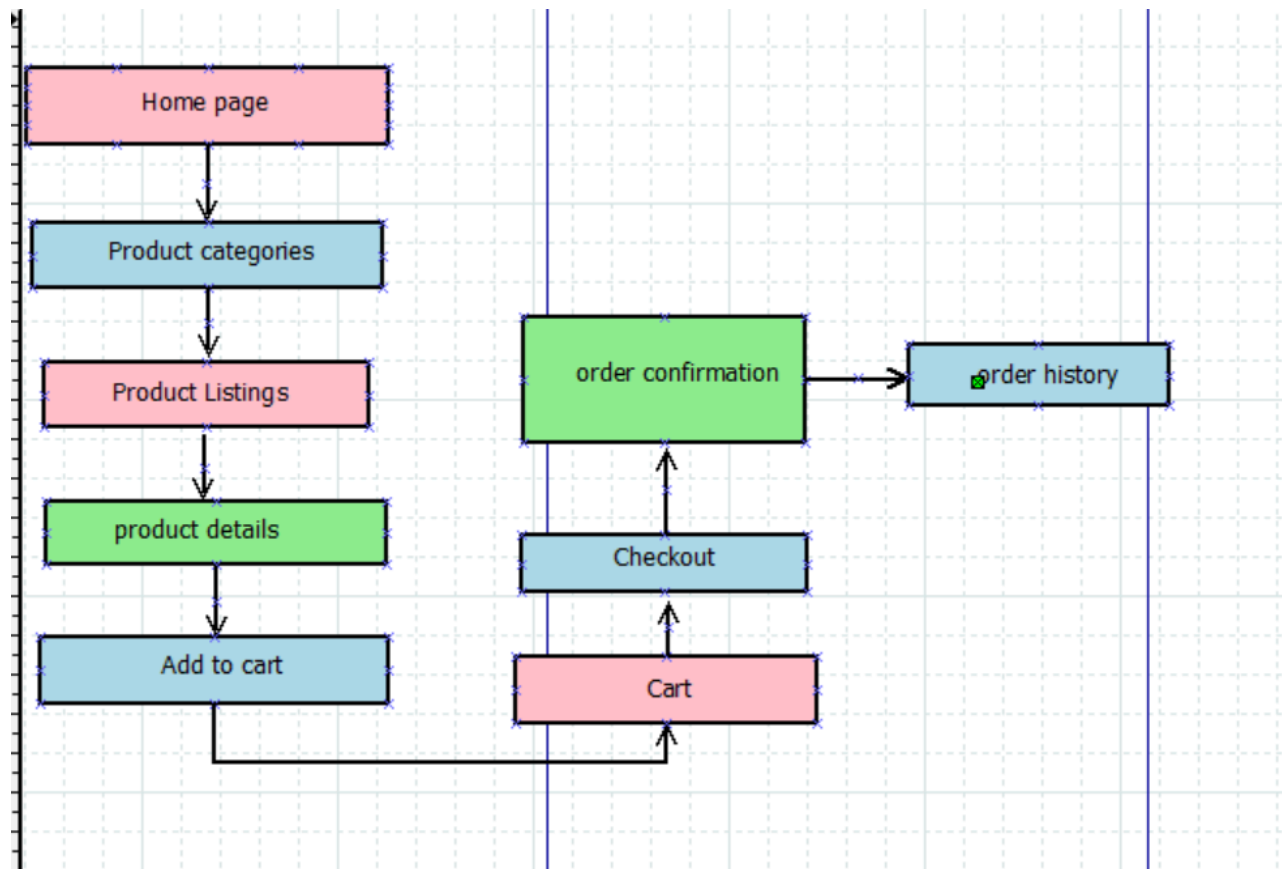 Home page
Product categories
Product Listings
product details
Add to cart
Cart
Checkout
order confirmation
order history